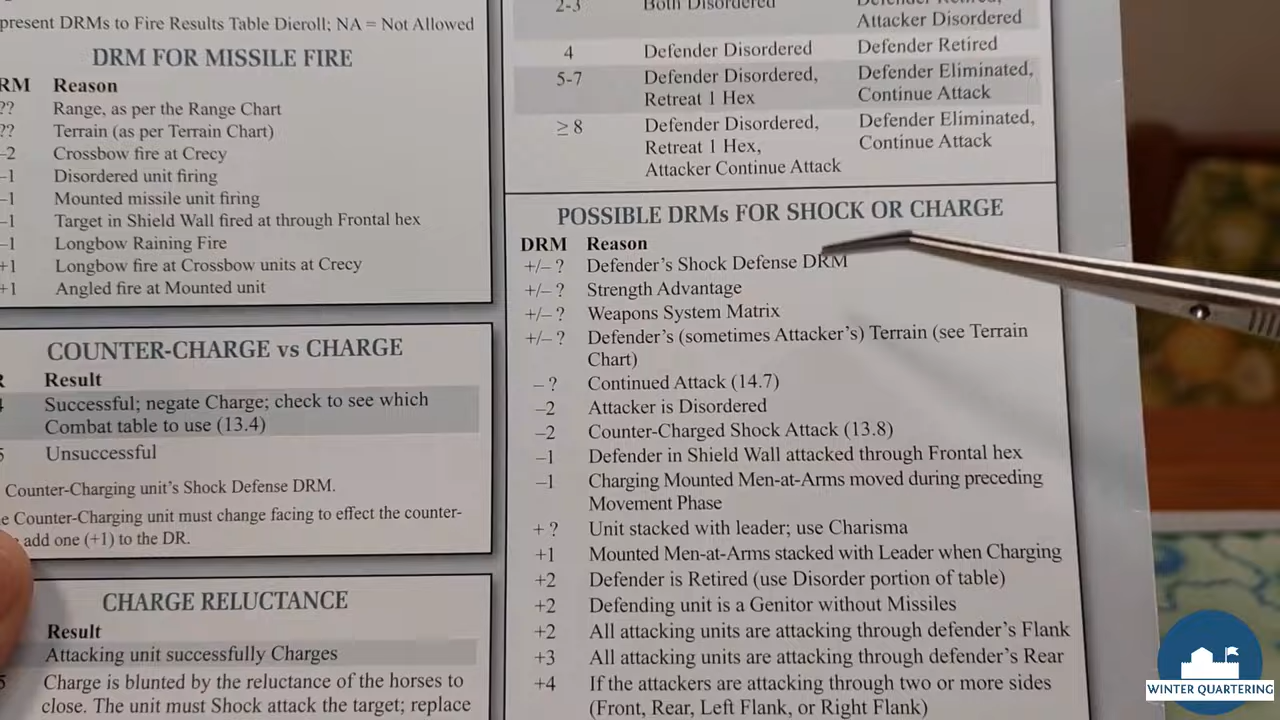 present DRMs to Fire Results Table Dieroll; NA = Not Allowed
DRM FOR MISSILE FIRE
RM Reason
?? Range, as per the Range Chart
?? Terrain (as per Terrain Chart)
–2 Crossbow fire at Crecy
–1 Disordered unit firing
–1 Mounted missile unit firing
–1 Target in Shield Wall fired at through Frontal hex
–1 Longbow Raining Fire
+1 Longbow fire at Crossbow units at Crecy
+1 Angled fire at Mounted unit
COUNTER-CHARGE vs CHARGE
R Result
4 Successful; negate Charge; check to see which
Combat table to use (13.4)
5 Unsuccessful
Counter-Charging unit's Shock Defense DRM.
e Counter-Charging unit must change facing to effect the counter-
add one (+1) to the DR.
CHARGE RELUCTANCE
Result
Attacking unit successfully Charges
5 Charge is blunted by the reluctance of the horses to
close. The unit must Shock attack the target; replace
2-3 Both Disordered Defender Retired,
Attacker Disordered
4 Defender Disordered Defender Retired
5-7 Defender Disordered, Defender Eliminated,
Retreat 1 Hex Continue Attack
≥ 8 Defender Disordered, Defender Eliminated,
Retreat 1 Hex, Continue Attack
Attacker Continue Attack
POSSIBLE DRMs FOR SHOCK OR CHARGE
DRM Reason
+/– ? Defender's Shock Defense DRM
+/– ? Strength Advantage
+/– ? Weapons System Matrix
+/– ? Defender's (sometimes Attacker's) Terrain (see Terrain
Chart)
– ? Continued Attack (14.7)
–2 Attacker is Disordered
–2 Counter-Charged Shock Attack (13.8)
–1 Defender in Shield Wall attacked through Frontal hex
–1 Charging Mounted Men-at-Arms moved during preceding
Movement Phase
+ ? Unit stacked with leader; use Charisma
+1 Mounted Men-at-Arms stacked with Leader when Charging
+2 Defender is Retired (use Disorder portion of table)
+2 Defending unit is a Genitor without Missiles
+2 All attacking units are attacking through defender's Flank
+3 All attacking units are attacking through defender's Rear
+4 If the attackers are attacking through two or more sides
(Front, Rear, Left Flank, or Right Flank)
WINTER QUARTERING